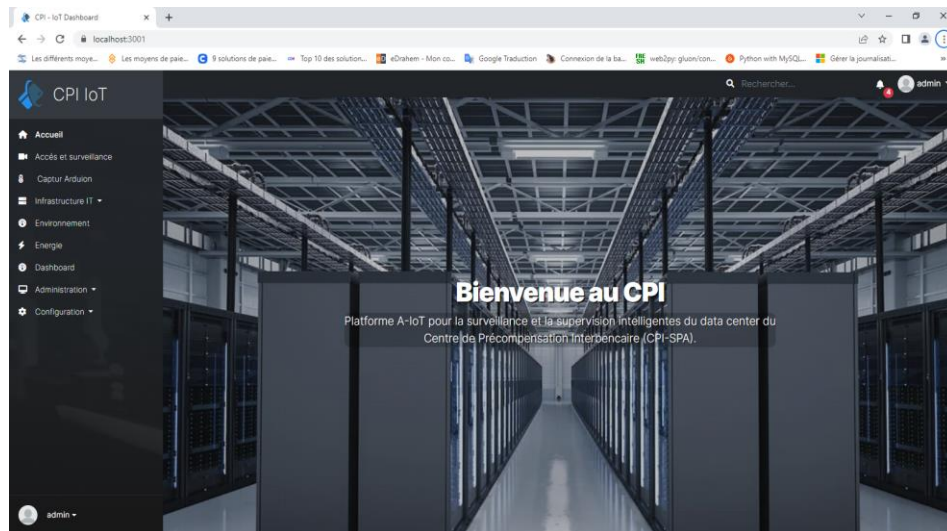 CPI - IoT Dashboard
localhost:3001
Les différents moye...
Les moyens de paie...
9 solutions de paie...
Top 10 des solution...
eDrahem - Mon co...
Google Traduction
Connexion de la ba...
web2py: gluon/con...
Python with MySQL...
Gérer la journalisati...
CPI IoT
Rechercher...
4
admin
Accueil
Accés et surveillance
Captur Arduion
Infrastructure IT
Environnement
Energie
Dashboard
Administration
Configuration
Bienvenue au CPI
Platforme A-IoT pour la surveillance et la supervision intelligentes du data center du
Centre de Précompensation Interbencaire (CPI-SPA).
admin